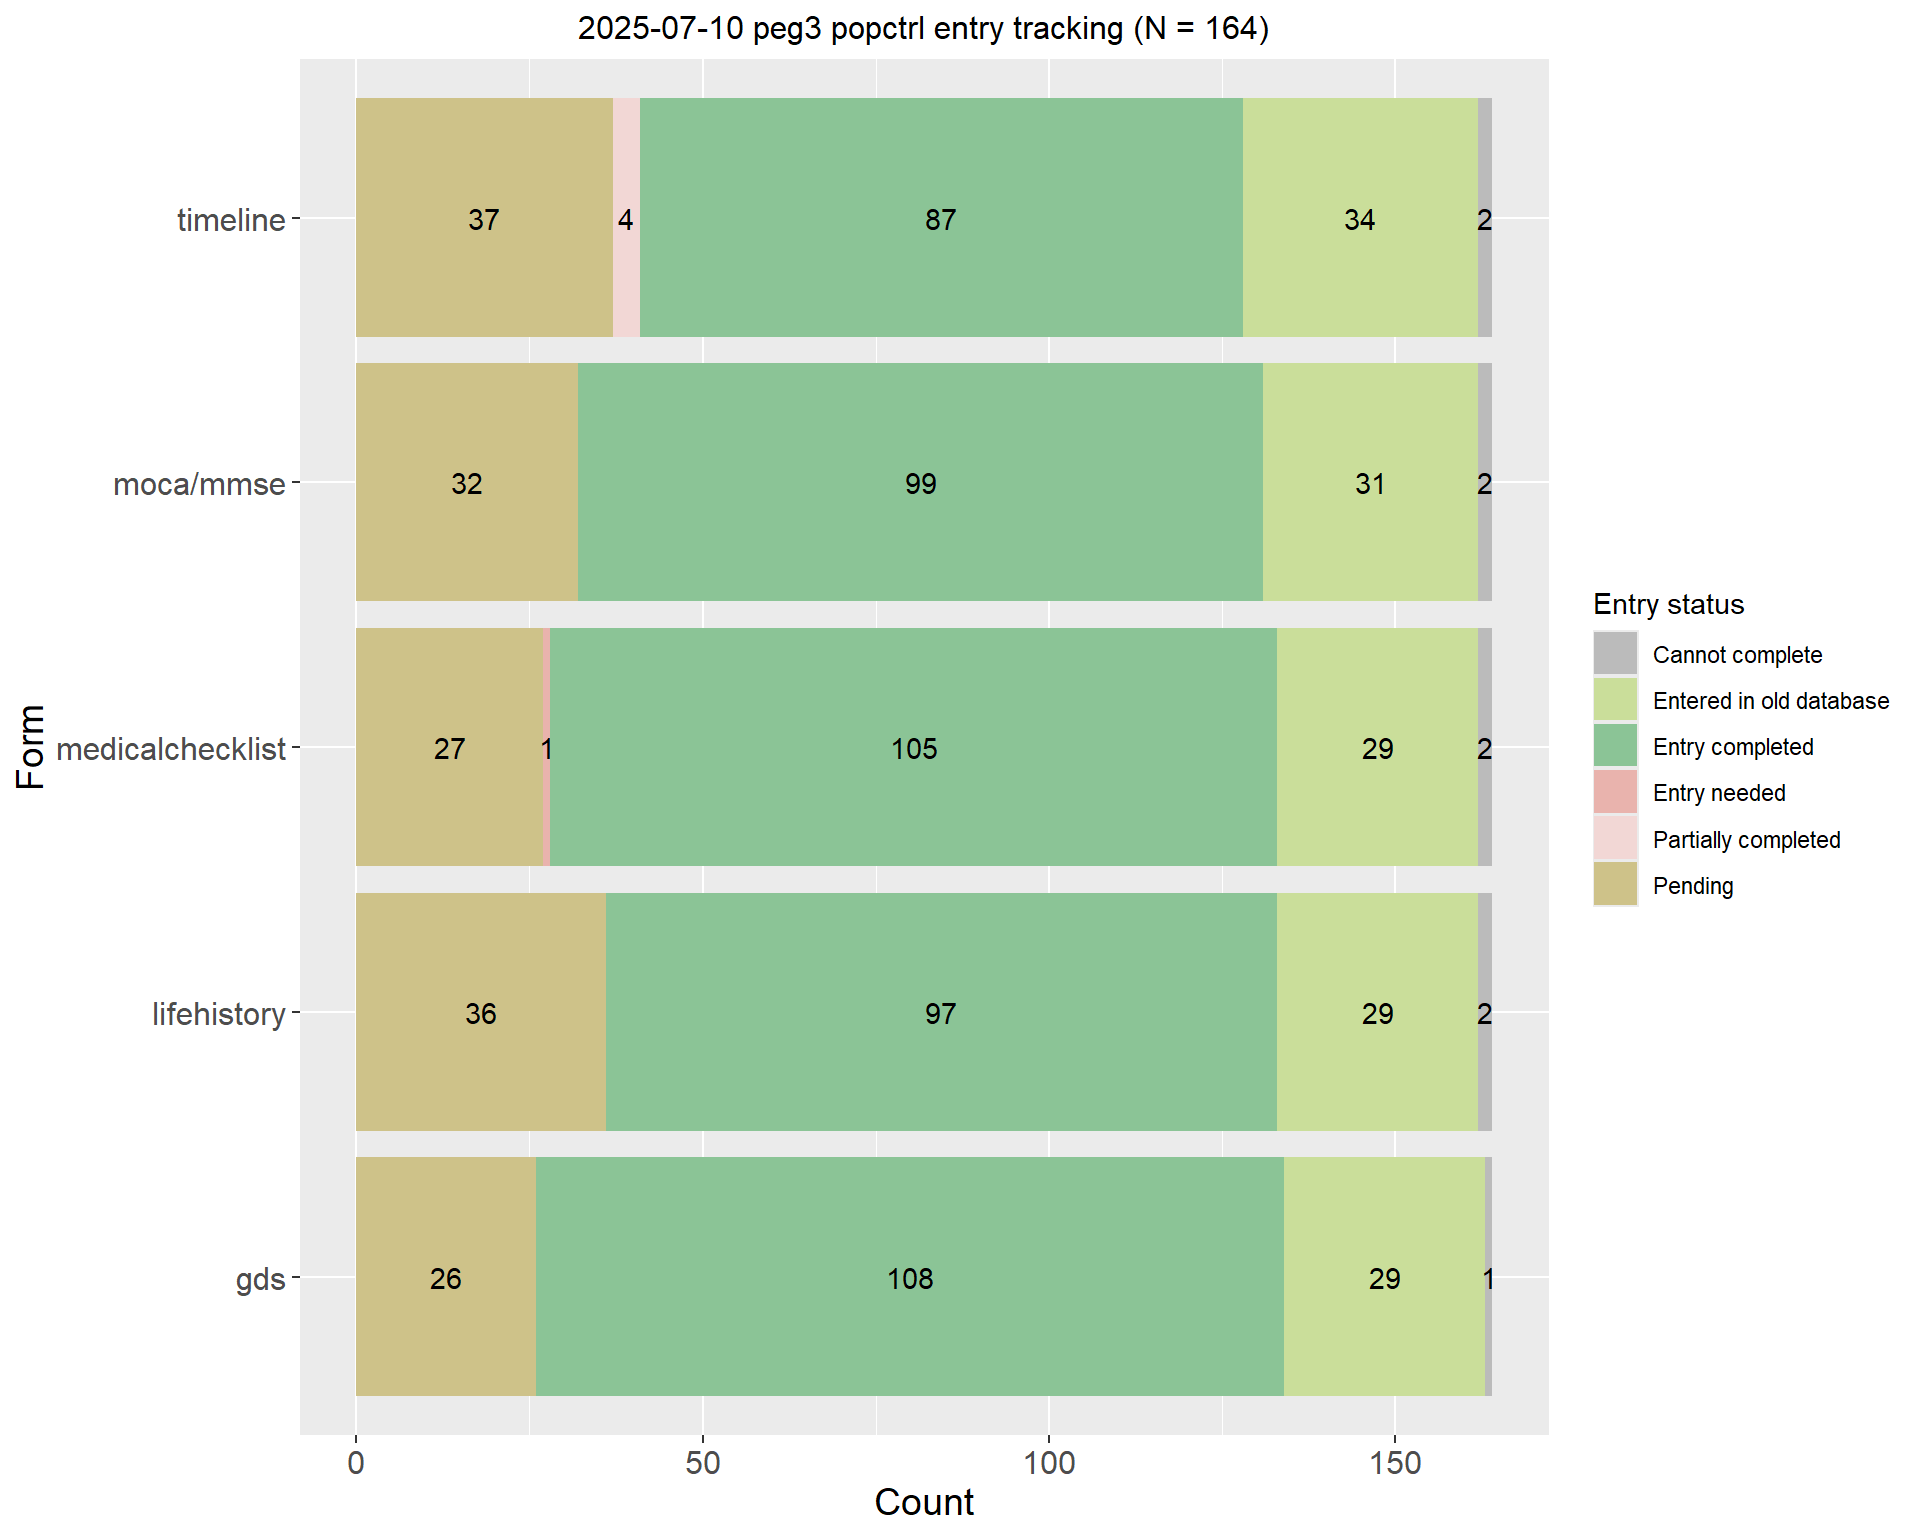 2025-07-10 peg3 popctrl entry tracking (N = 164)
timeline
37 4 87 34 2
moca/mmse
32 99 31 2
medicalchecklist
27 1 105 29 2
lifehistory
36 97 29 2
gds
26 108 29 1
0 50 100 150
Count
Form
Entry status
Cannot complete
Entered in old database
Entry completed
Entry needed
Partially completed
Pending